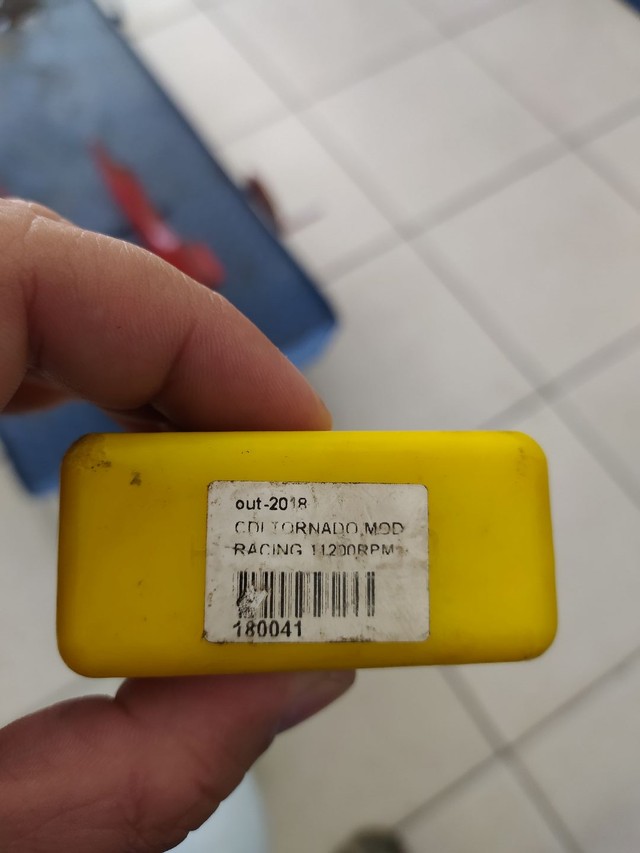 out-2018
CDI TORNADO MOD
RACING 11200RPM
180041